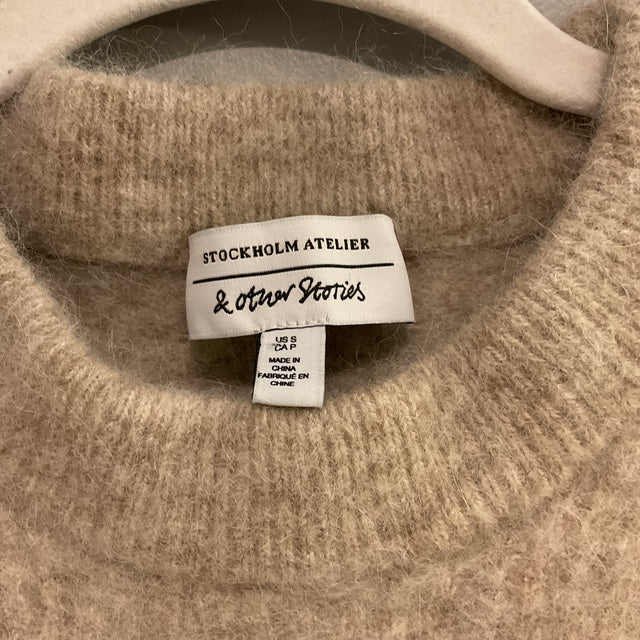 STOCKHOLM ATELIER
& other Stories
US S
CA P
MADE IN
CHINA
FABRIQUÉ EN
CHINE